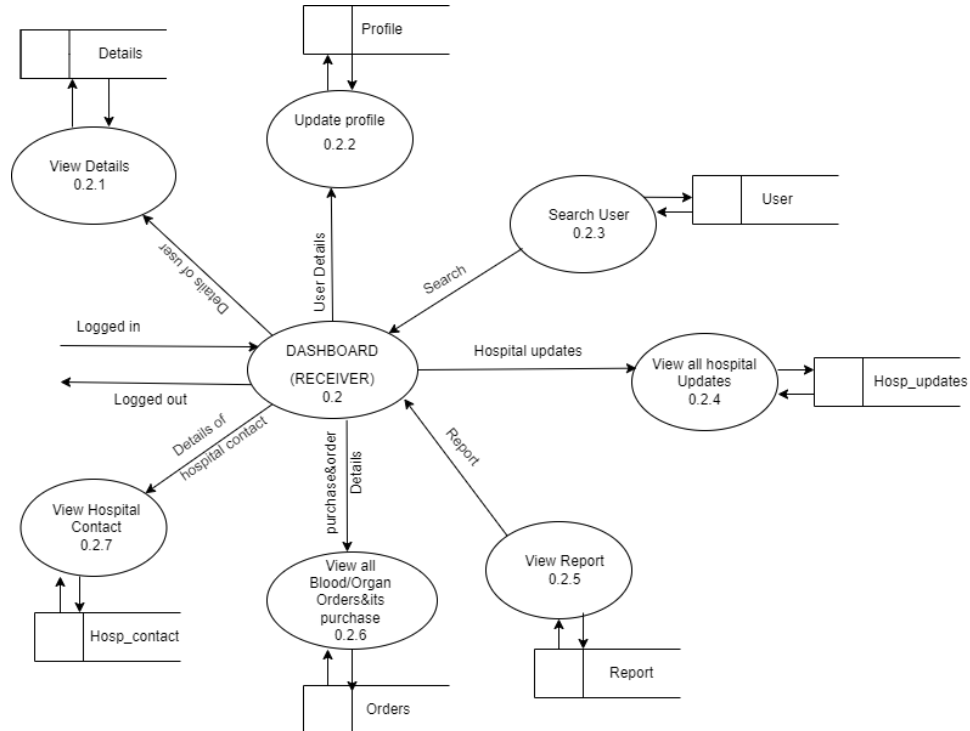 Details
Profile
View Details
0.2.1
Update profile
0.2.2
Search User
0.2.3
User
Details of user
User Details
Search
Logged in
DASHBOARD
(RECEIVER)
0.2
Hospital updates
View all hospital
Updates
0.2.4
Hosp_updates
Logged out
Details of
hospital contact
purchase&order
Details
Report
View Hospital
Contact
0.2.7
View all
Blood/Organ
Orders&its
purchase
0.2.6
View Report
0.2.5
Hosp_contact
Report
Orders